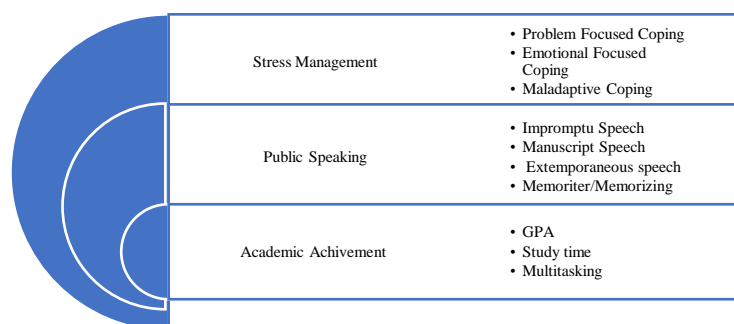 Stress Management
• Problem Focused Coping
• Emotional Focused
Coping
• Maladaptive Coping
Public Speaking
• Impromptu Speech
• Manuscript Speech
• Extemporaneous speech
• Memoriter/Memorizing
Academic Achivement
• GPA
• Study time
• Multitasking